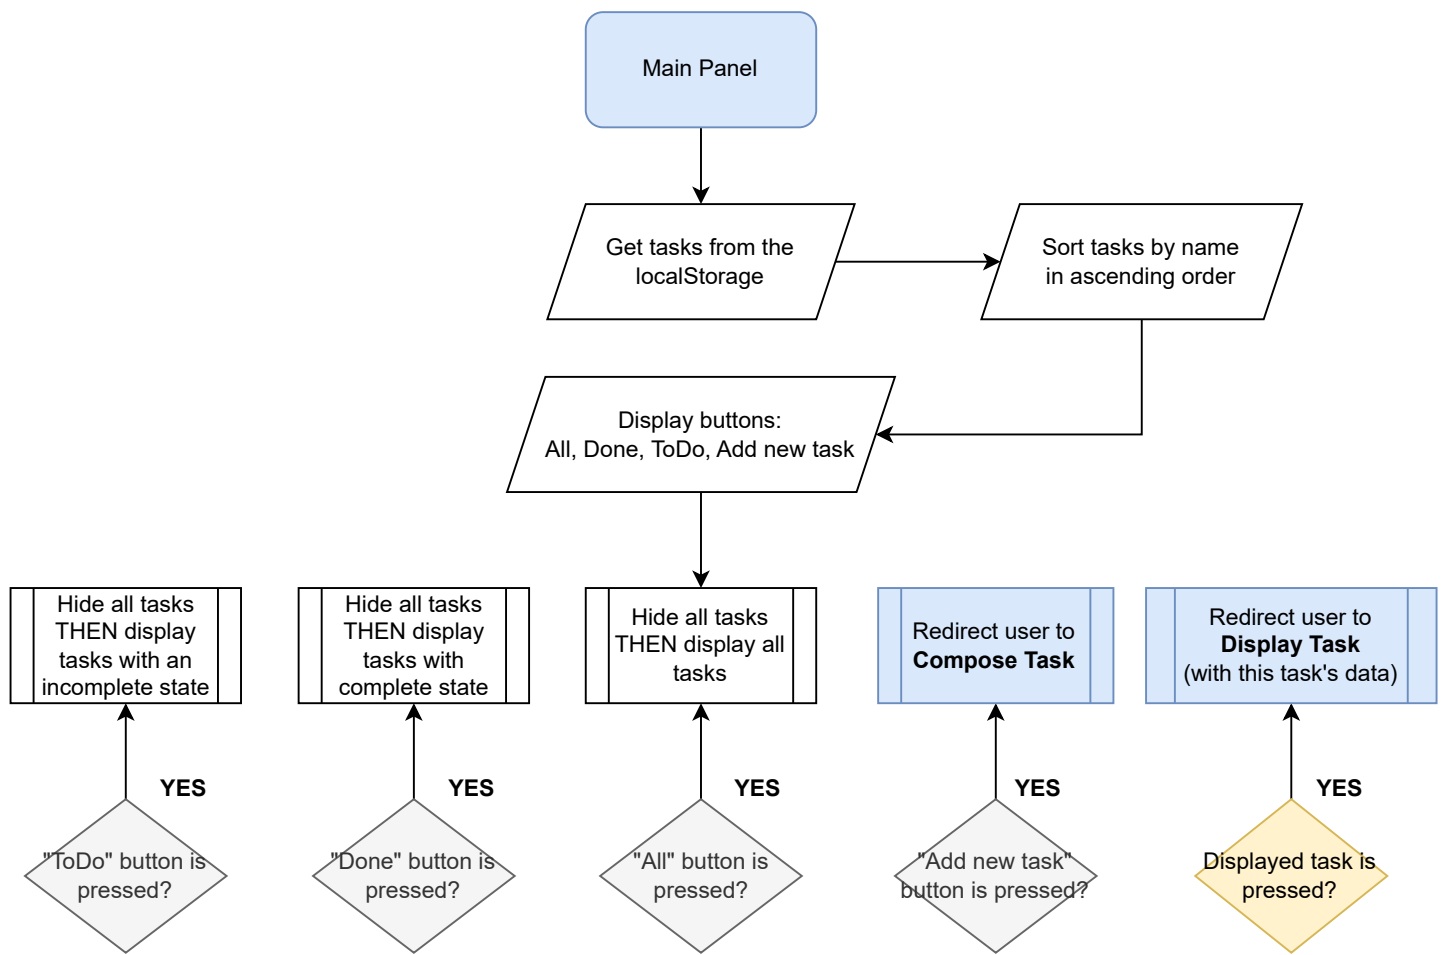 Main Panel
Get tasks from the
localStorage
Sort tasks by name
in ascending order
Display buttons:
All, Done, ToDo, Add new task
Hide all tasks
THEN display
tasks with an
incomplete state
Hide all tasks
THEN display
tasks with
complete state
Hide all tasks
THEN display all
tasks
Redirect user to
Compose Task
Redirect user to
Display Task
(with this task's data)
YES
YES
YES
YES
YES
"ToDo" button is
pressed?
"Done" button is
pressed?
"All" button is
pressed?
"Add new task"
button is pressed?
Displayed task is
pressed?